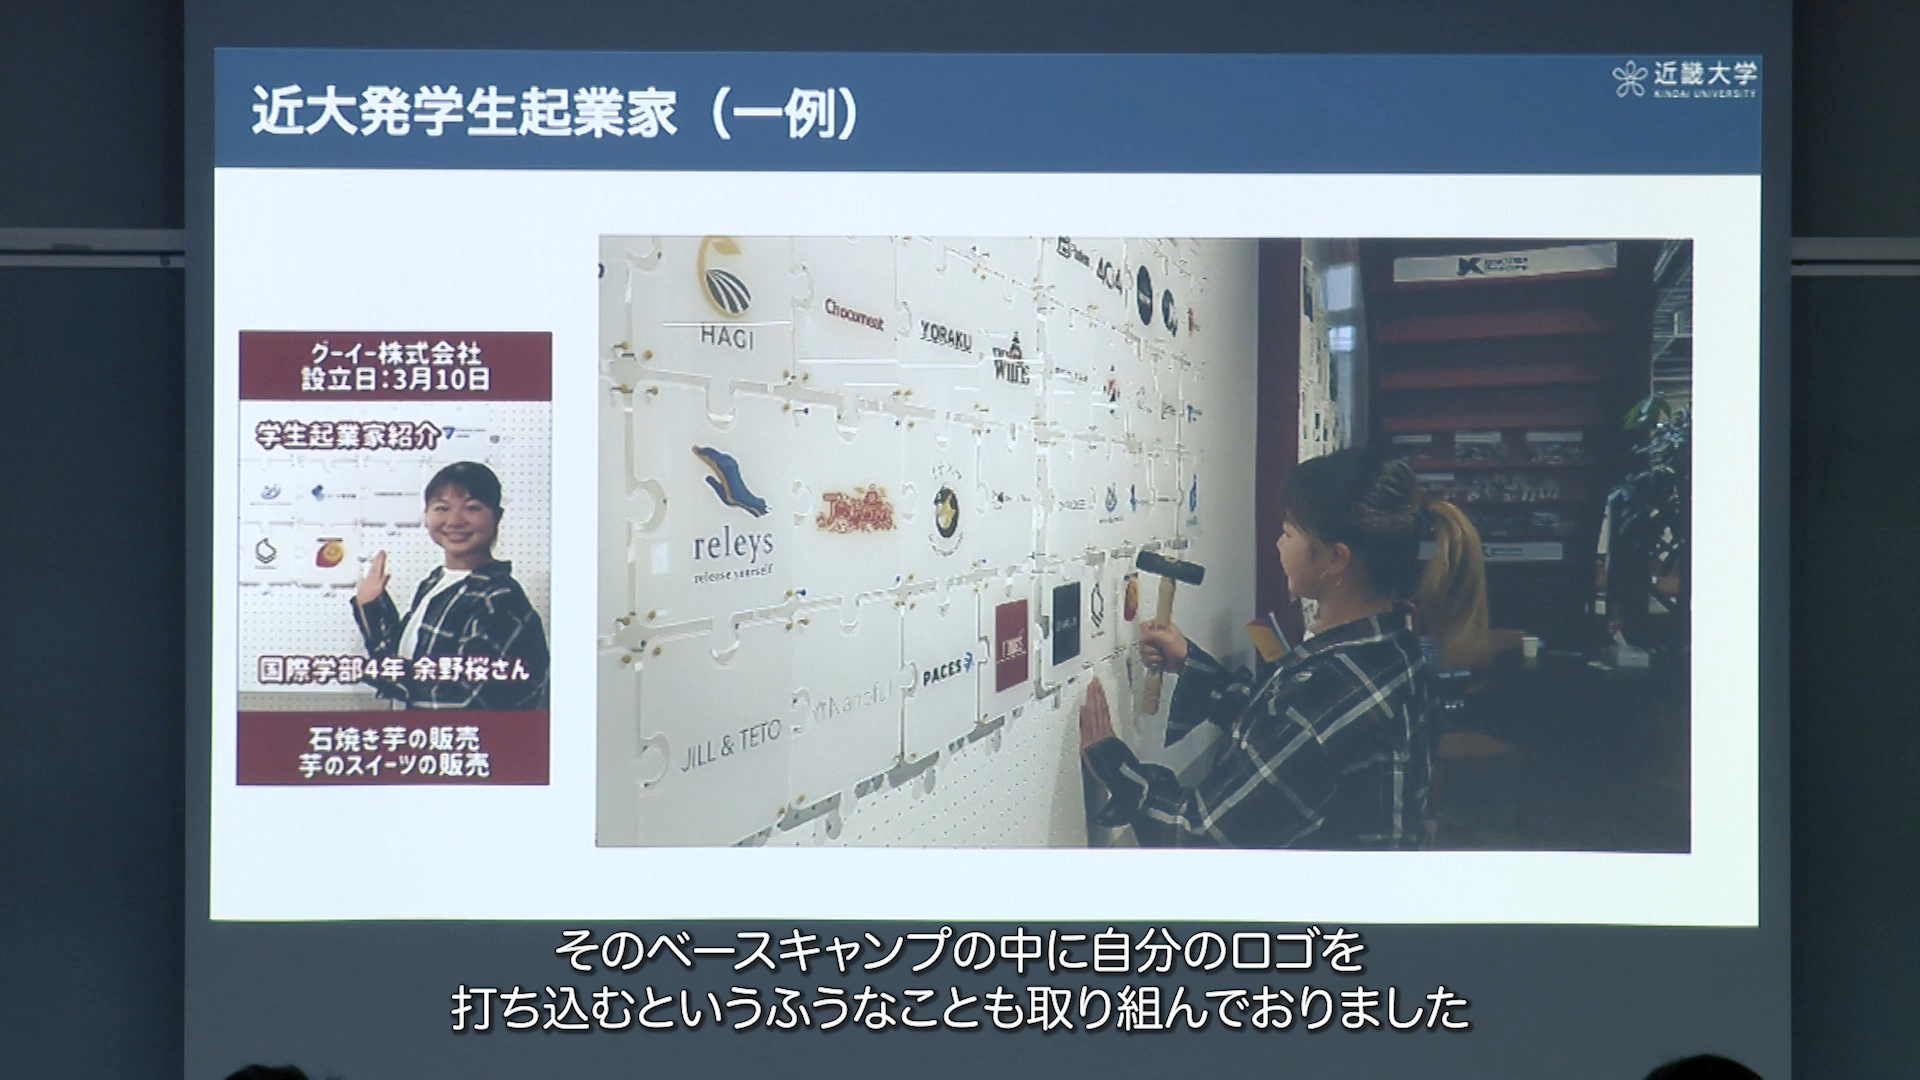 近大発学生起業家（一例）
近畿大学
KINDAI UNIVERSITY
グーイー株式会社
設立日：3月10日
学生起業家紹介
国際学部4年 余野桜さん
石焼き芋の販売
芋のスイーツの販売
HAGI
Chocument
YORAKU
releys
release yourself
PACES
JILL & TETO
そのベースキャンプの中に自分のロゴを
打ち込むというふうなことも取り組んでおりました